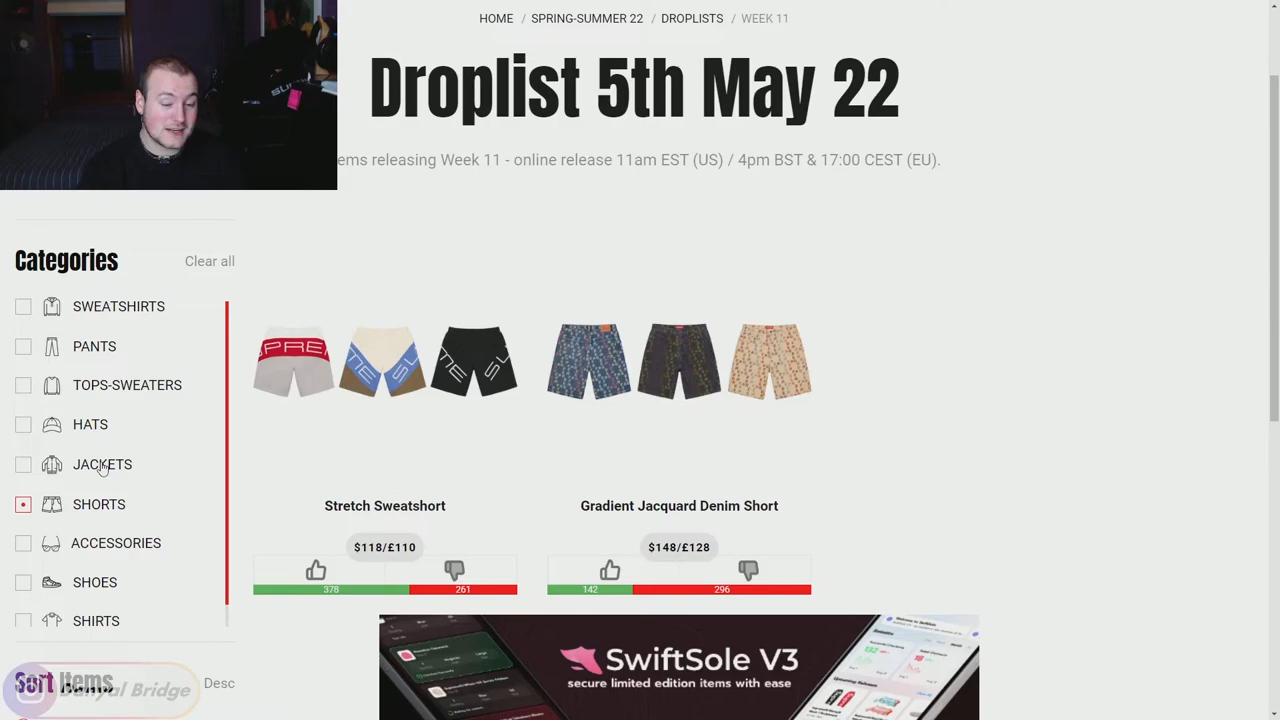 HOME / SPRING-SUMMER 22 / DROPLISTS / WEEK 11
Droplist 5th May 22
ems releasing Week 11 - online release 11am EST (US) / 4pm BST & 17:00 CEST (EU).
Categories
Clear all
SWEATSHIRTS
PANTS
TOPS-SWEATERS
HATS
JACKETS
SHORTS
ACCESSORIES
SHOES
SHIRTS
Sort Items
Desc
Bridge
Stretch Sweatshort
$118/£110
378
261
Gradient Jacquard Denim Short
$148/£128
142
296
SwiftSole V3
secure limited edition items with ease